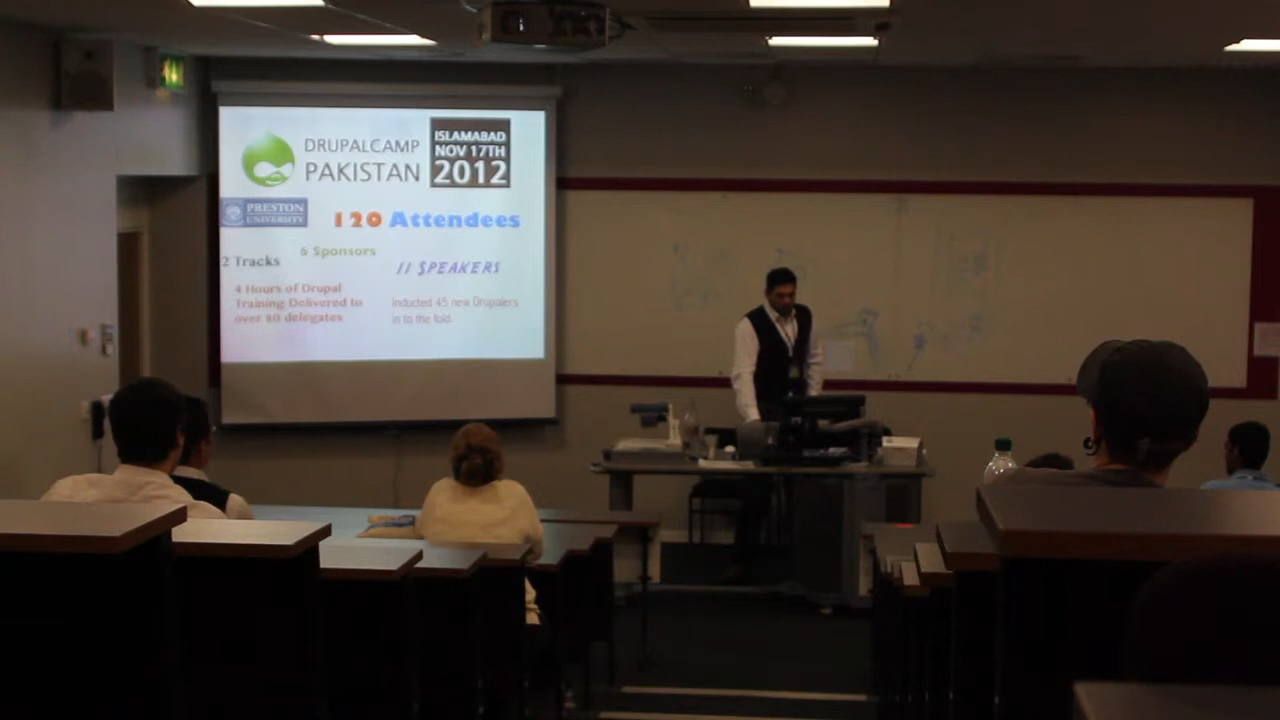 DRUPALCAMP
PAKISTAN
ISLAMABAD
NOV 17TH
2012
PRESTON
UNIVERSITY
120 Attendees
2 Tracks
6 Sponsors
11 SPEAKERS
4 Hours of Drupal
Training Delivered to
over 80 delegates
Inducted 45 new Drupalers
in to the fold.